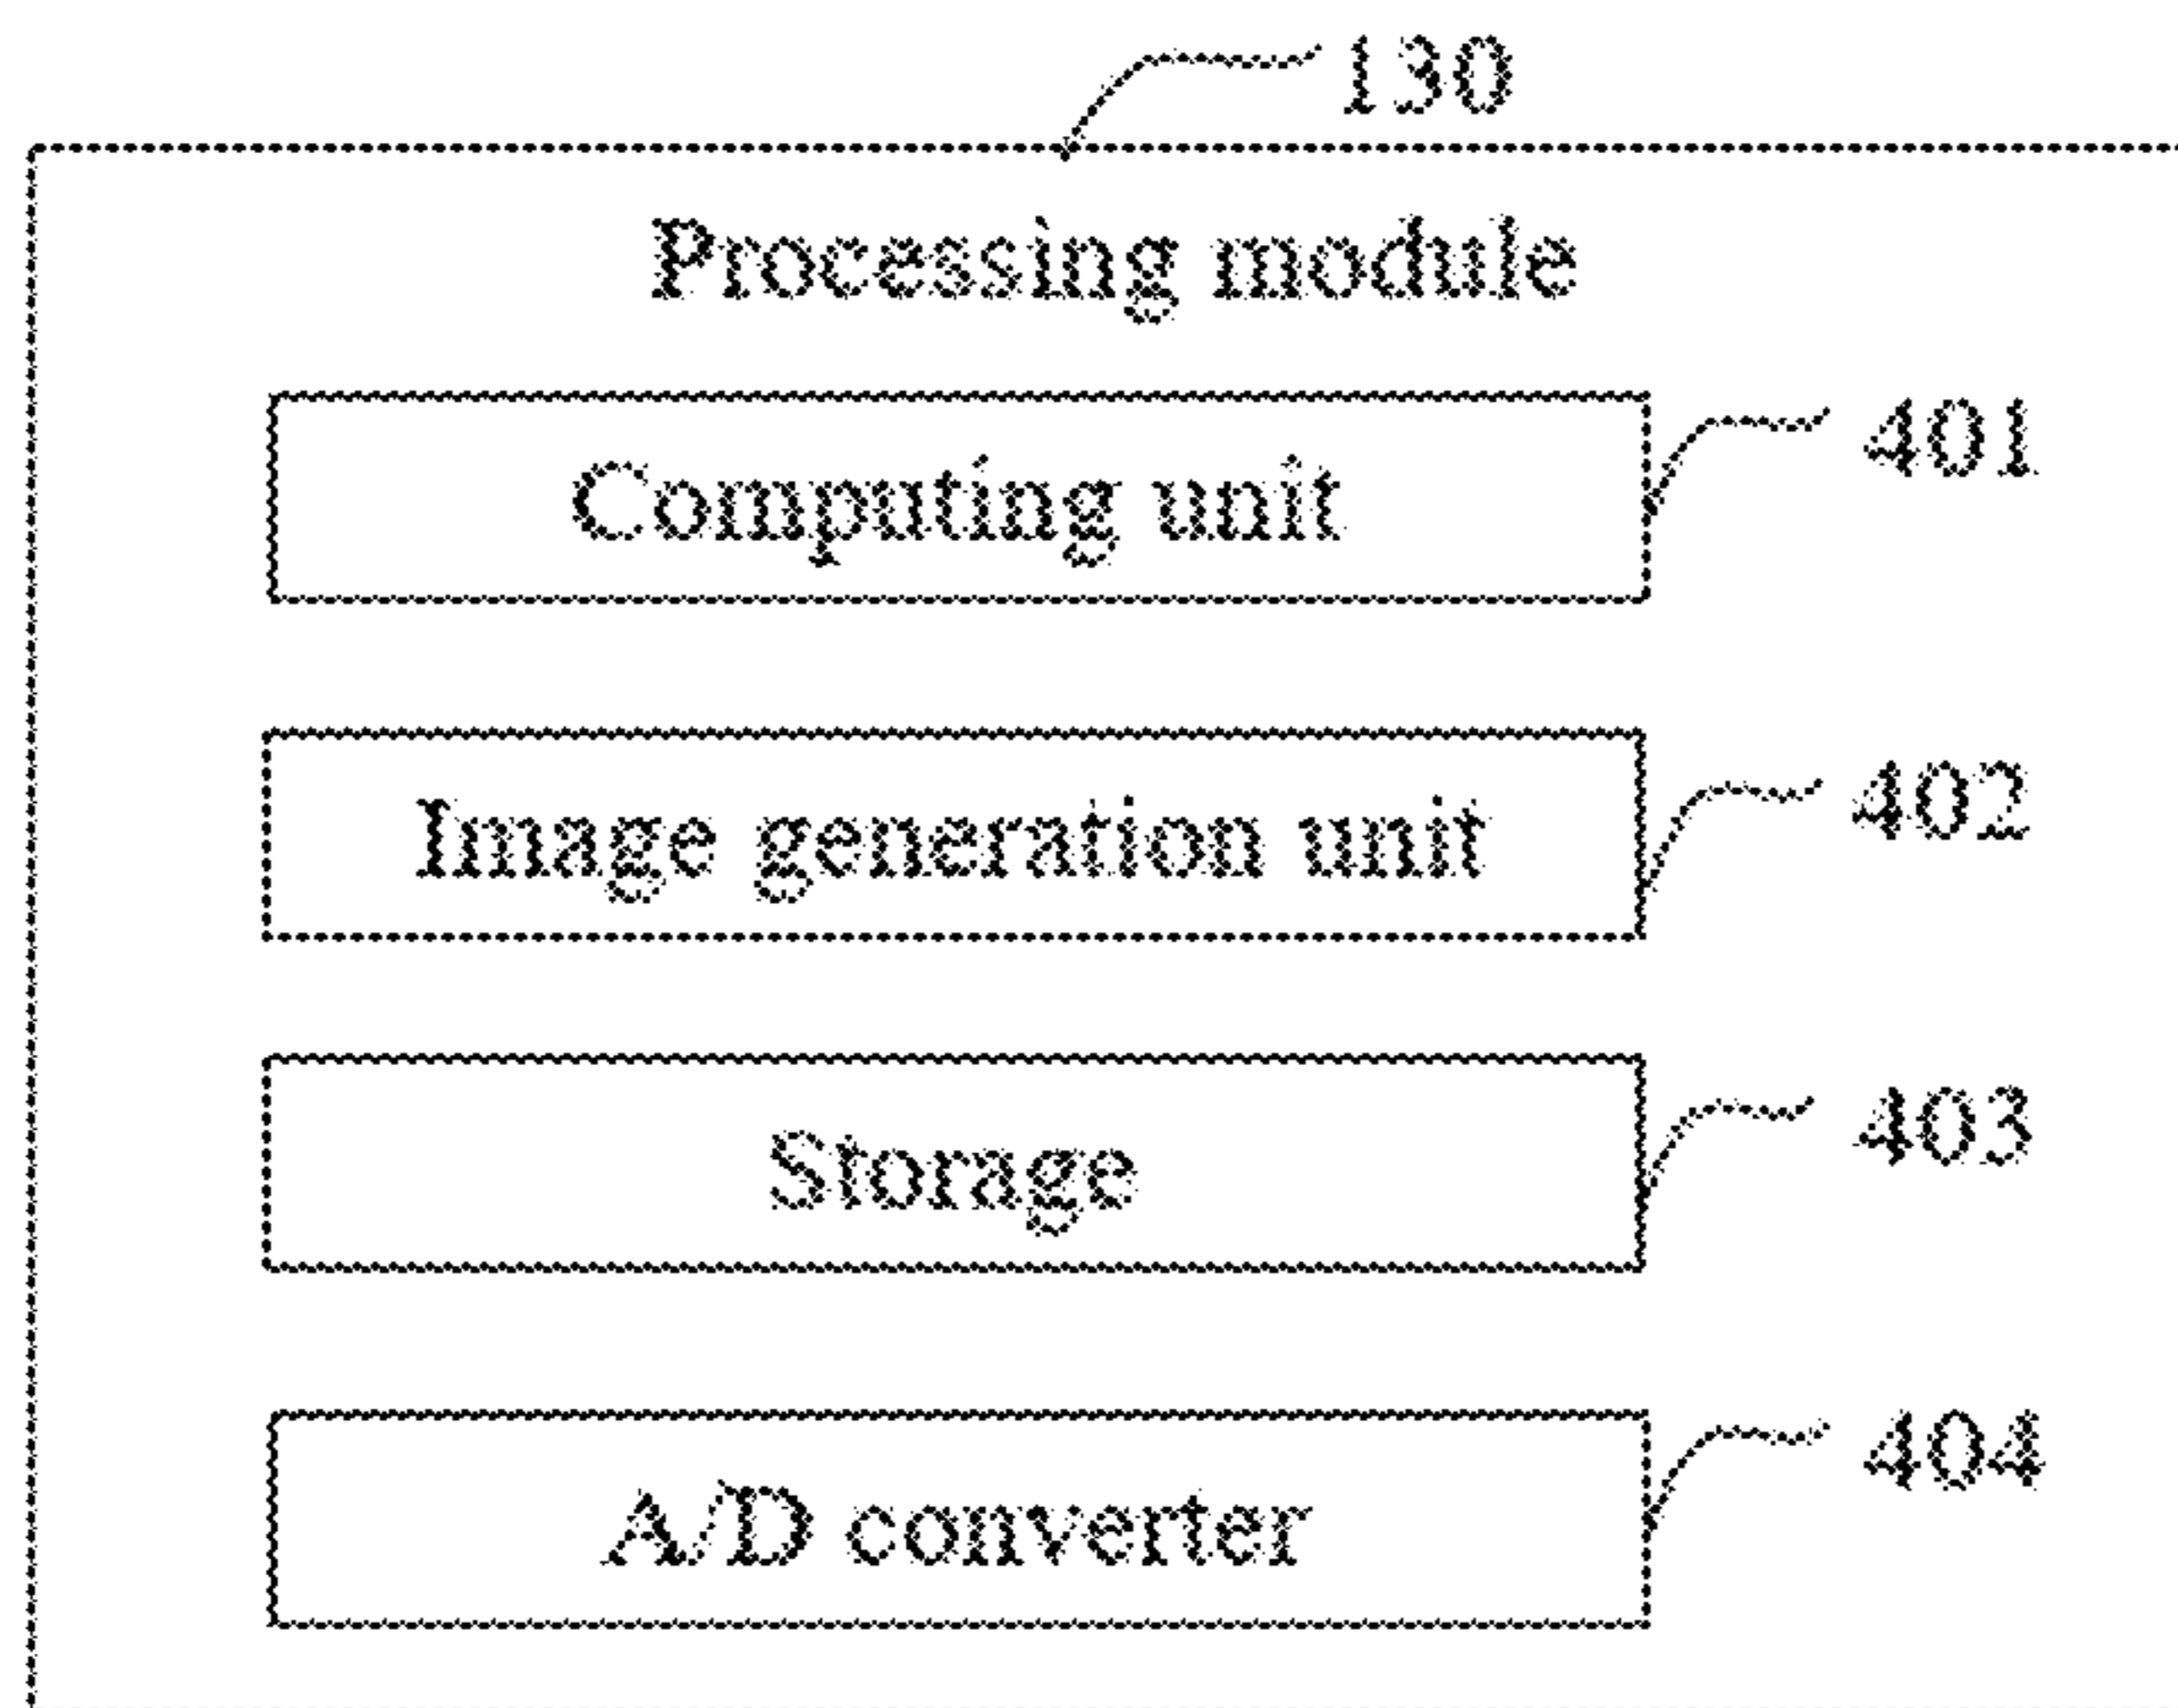 130
Processing module
Computing unit 401
Image generation unit 402
Storage 403
A/D converter 404